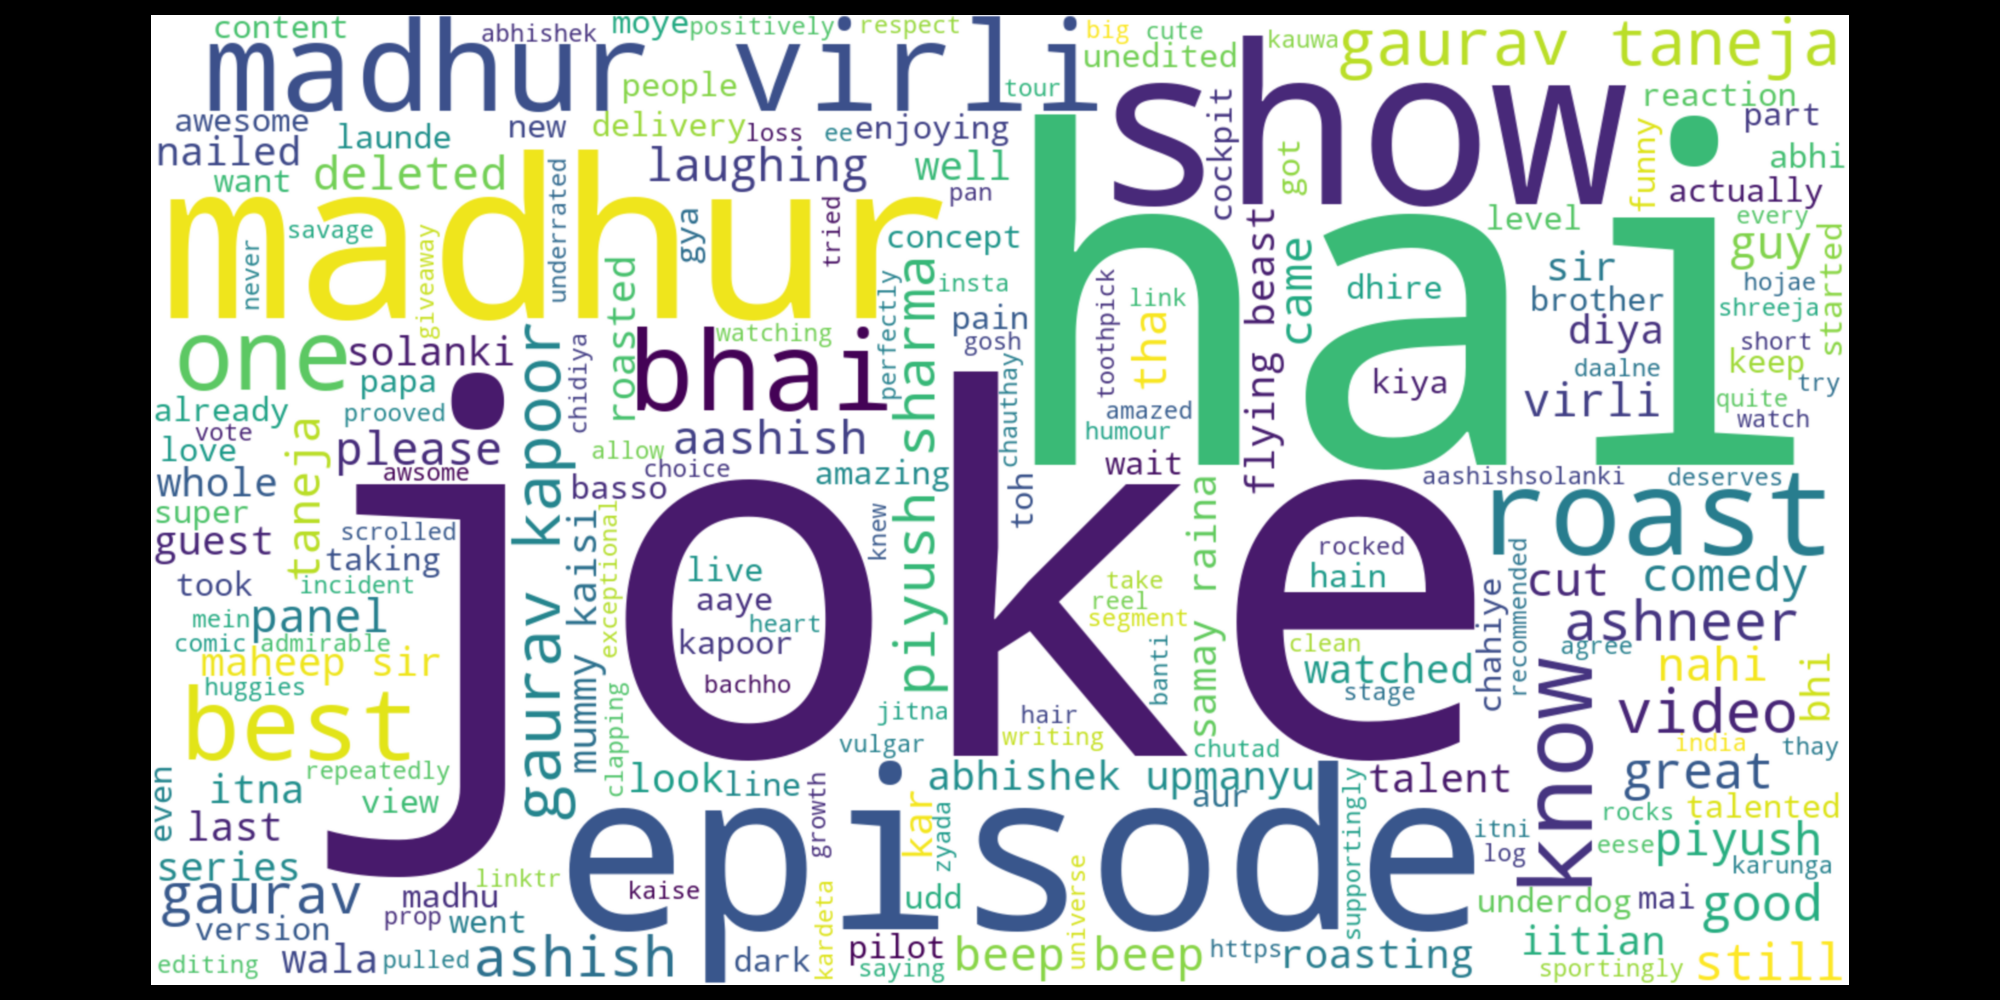 content
abhishek
moye
positively
respect
big
cute
kauwa
gaurav taneja
madhur virli
unedited
people
tour
show
cockpit
got
funny
reaction
part
awesome
launde
new
delivery
loss
ee
enjoying
nailed
want
deleted
laughing
well
pan
abhi
actually
madhur
hai
savage
never
giveaway
underrated
gya
tried
concept
insta
perfectly
piyush sharma
level
every
guy
started
flying beast
came
dhire
sir
brother
diya
hojae
shreeja
short
one
solanki
papa
prooved
chidiya
roasted
watching
bhai
pain
gosh
toothpick
link
tha
kiya
virli
daalne
keep
try
quite
watch
already
vote
love
taneja
please
awsome
gaurav kapoor
allow
choice
aashish
amazing
chauthay
amazed
humour
wait
toh
aashishsolanki
deserves
whole
super
guest
scrolled
taking
took
incident
joke
basso
mummy kaisi
exceptional
knew
live
aaye
heart
kapoor
bachho
take
reel
segment
samay raina
rocked
hain
roast
recommended
chahiye
cut
comedy
ashneer
agree
mein
panel
comic
admirable
maheep sir
huggies
clean
watched
stage
know
nahi
bhi
best
clapping
jitna
hair
writing
banti
vulgar
chutad
video
india
thay
repeatedly
even
itna
view
look
line
growth
abhishek upmanyu
aur
supportingly
talent
great
last
kar
zyada
episode
itni
log
rocks
talented
eese
piyush
karunga
series
linktr
gaurav
madhu
prop
went
kaise
kardeta
udd
universe
underdog
mai
good
version
editing
wala
pulled
ashish
dark
pilot
saying
beep beep
https
roasting
iitian
sportingly
still